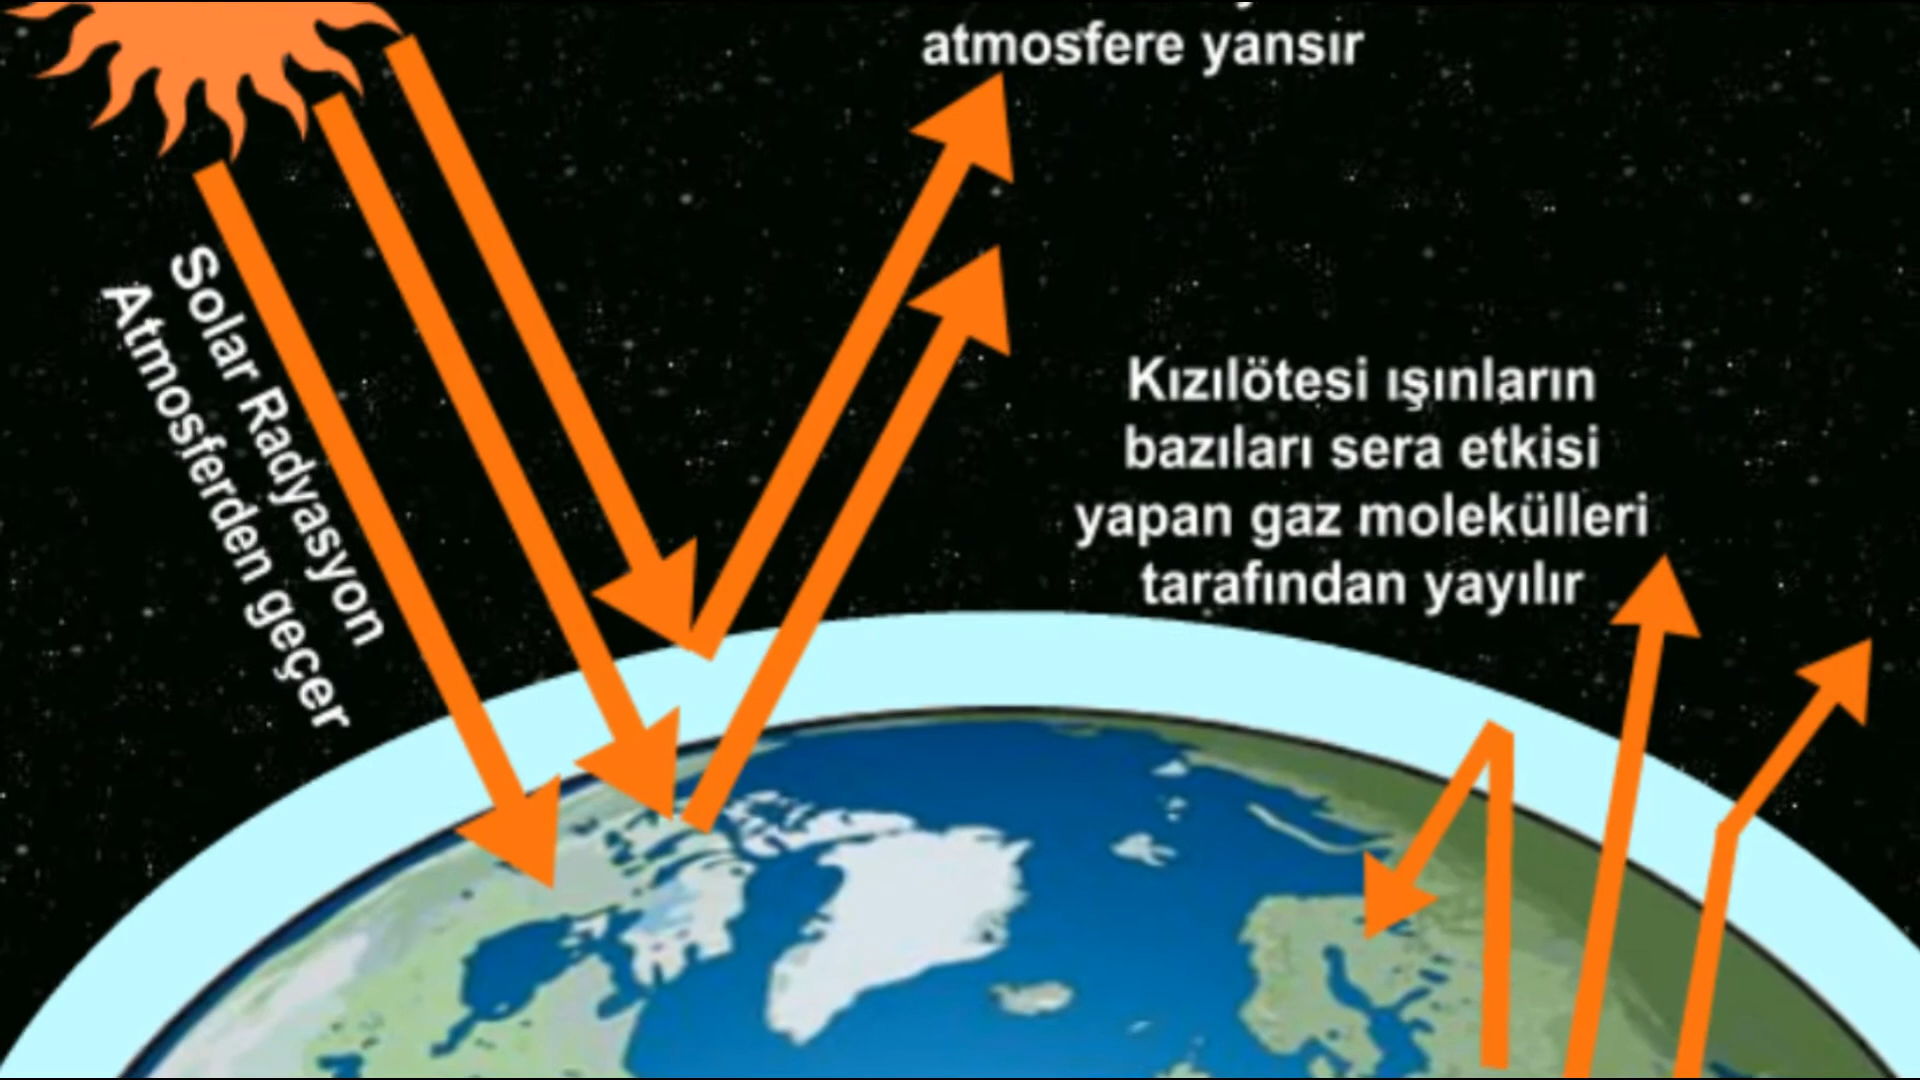 atmosfere yansır
Solar Radyasyon
Atmosferden geçer
Kızılötesi ışınların
bazıları sera etkisi
yapan gaz molekülleri
tarafından yayılır